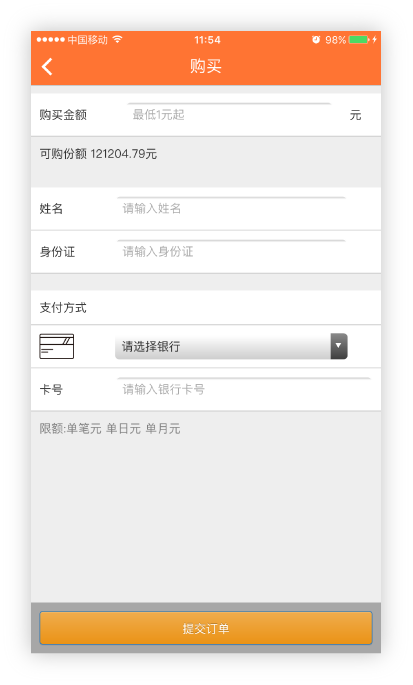 中国移动 11:54 98%
购买
购买金额 最低1元起 元
可购份额 121204.79元
姓名 请输入姓名
身份证 请输入身份证
支付方式
请选择银行
卡号 请输入银行卡号
限额:单笔元 单日元 单月元
提交订单